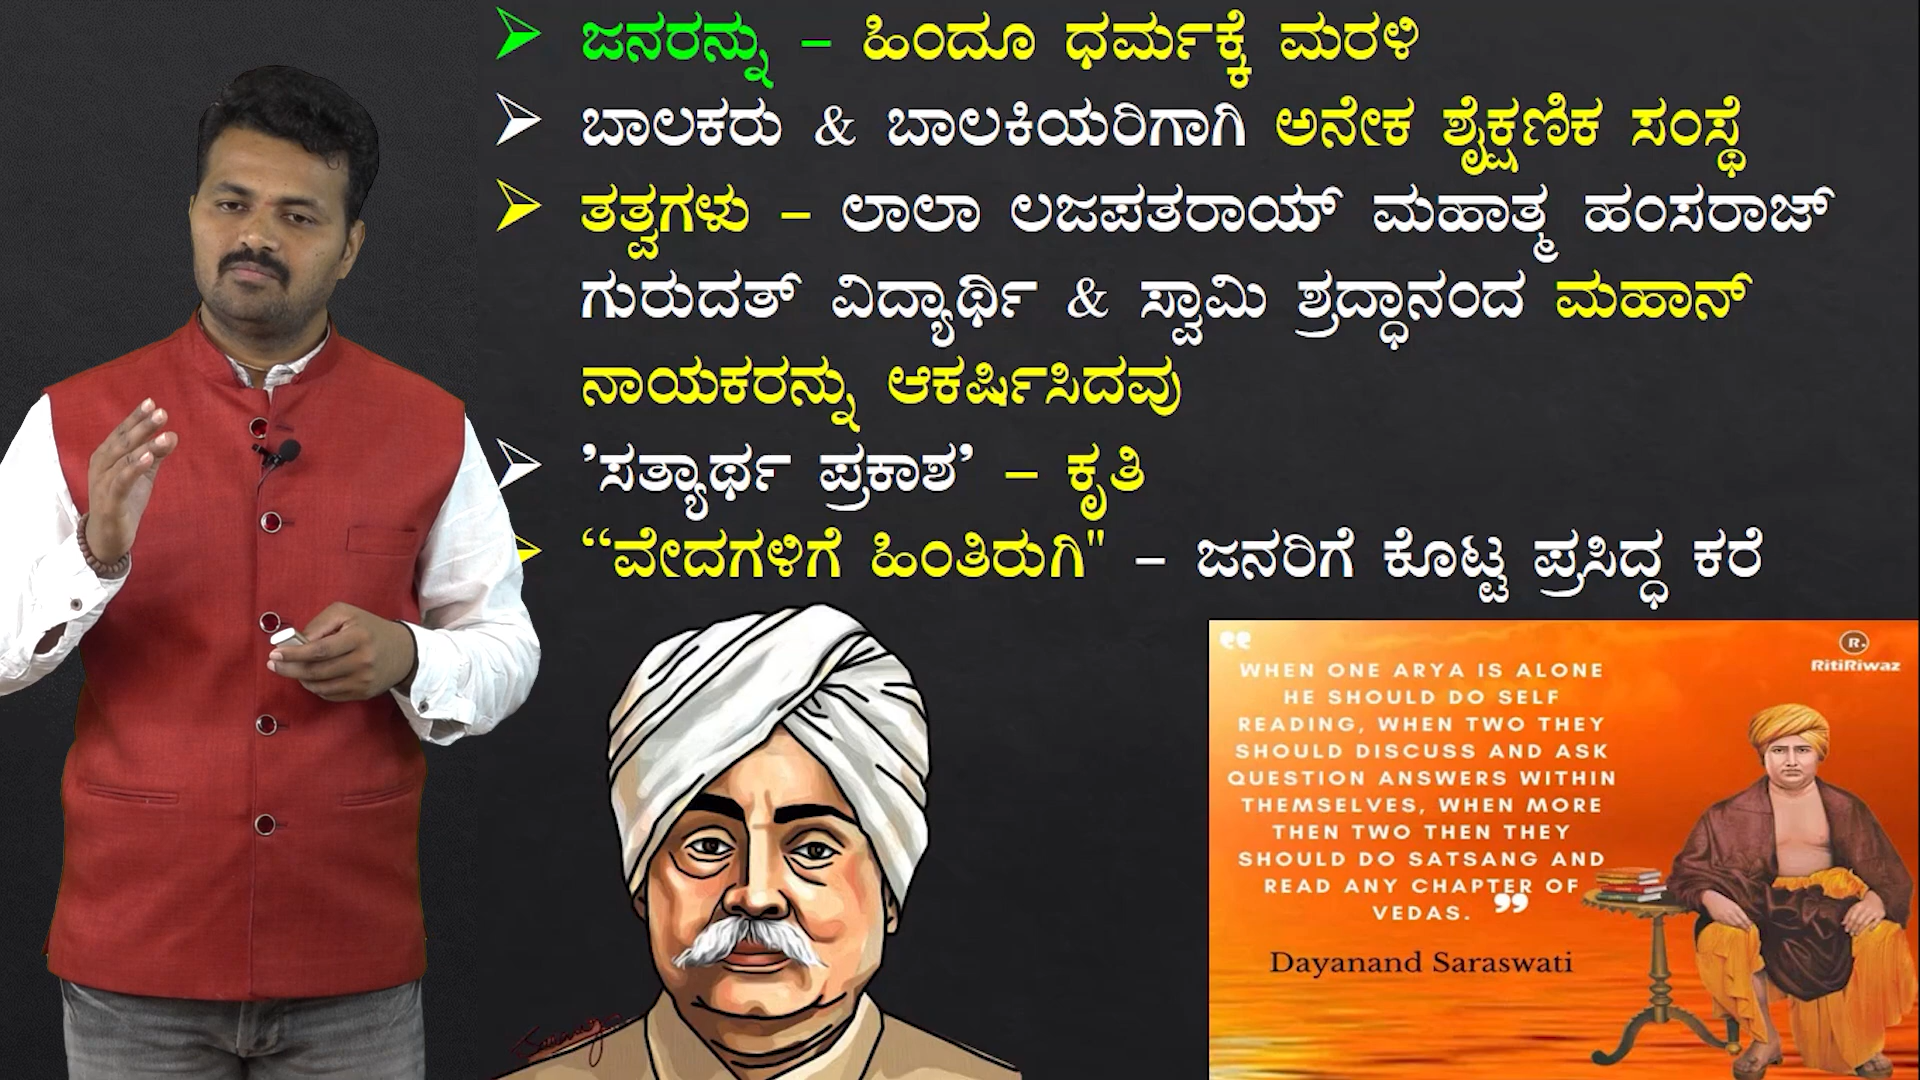 ಜನರನ್ನು – ಹಿಂದೂ ಧರ್ಮಕ್ಕೆ ಮರಳಿ
ಬಾಲಕರು & ಬಾಲಕಿಯರಿಗಾಗಿ ಅನೇಕ ಶೈಕ್ಷಣಿಕ ಸಂಸ್ಥೆ
ತತ್ವಗಳು – ಲಾಲಾ ಲಜಪತರಾಯ್ ಮಹಾತ್ಮ ಹಂಸರಾಜ್
ಗುರುದತ್ ವಿದ್ಯಾರ್ಥಿ & ಸ್ವಾಮಿ ಶ್ರದ್ಧಾನಂದ ಮಹಾನ್
ನಾಯಕರನ್ನು ಆಕರ್ಷಿಸಿದವು
'ಸತ್ಯಾರ್ಥ ಪ್ರಕಾಶ' – ಕೃತಿ
“ವೇದಗಳಿಗೆ ಹಿಂತಿರುಗಿ" – ಜನರಿಗೆ ಕೊಟ್ಟ ಪ್ರಸಿದ್ಧ ಕರೆ
“
R.
RitiRiwaz
WHEN ONE ARYA IS ALONE
HE SHOULD DO SELF
READING, WHEN TWO THEY
SHOULD DISCUSS AND ASK
QUESTION ANSWERS WITHIN
THEMSELVES, WHEN MORE
THEN TWO THEN THEY
SHOULD DO SATSANG AND
READ ANY CHAPTER OF
VEDAS. ”
Dayanand Saraswati